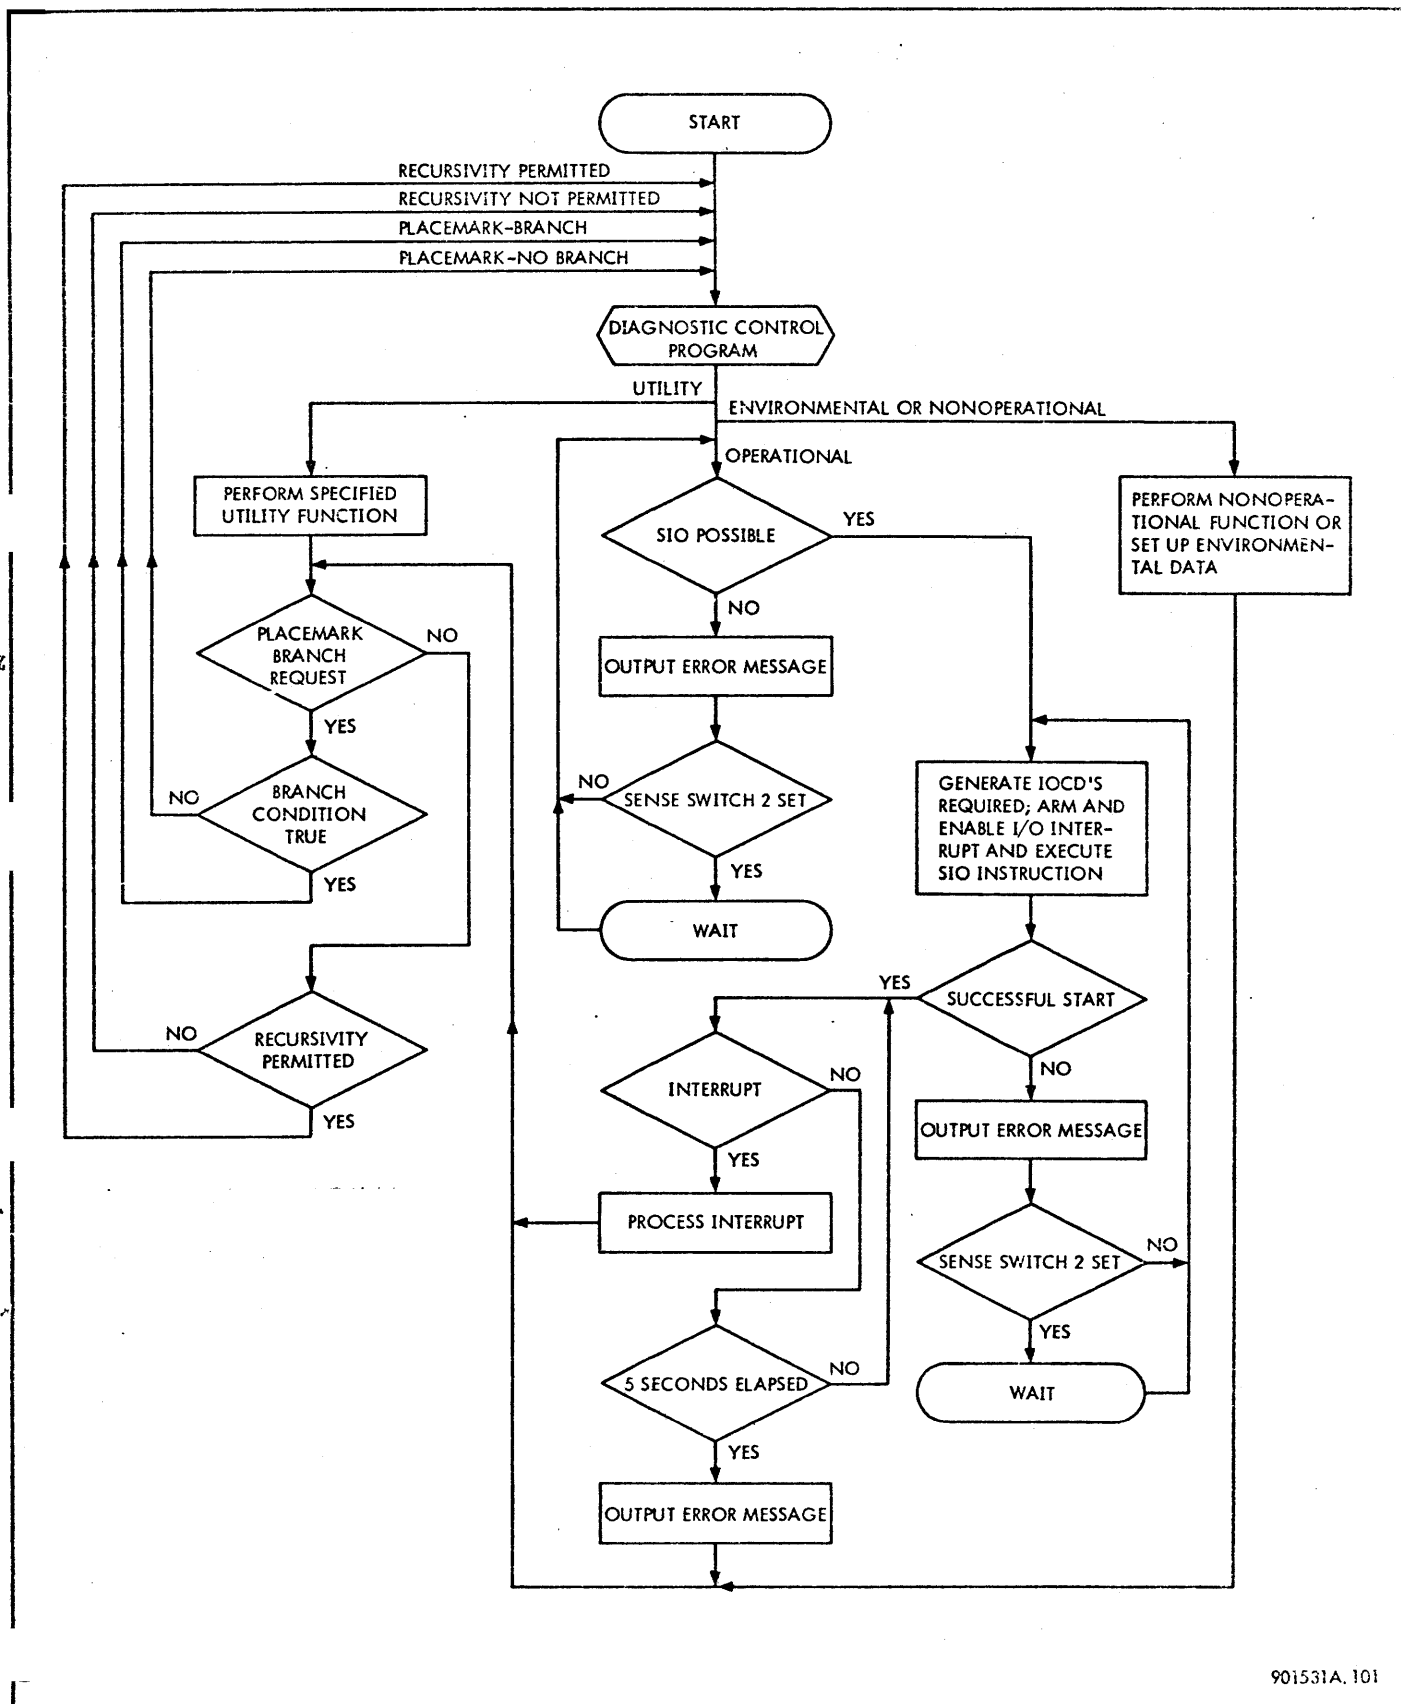 START
RECURSIVITY PERMITTED
RECURSIVITY NOT PERMITTED
PLACEMARK-BRANCH
PLACEMARK-NO BRANCH
DIAGNOSTIC CONTROL
PROGRAM
UTILITY
ENVIRONMENTAL OR NONOPERATIONAL
OPERATIONAL
PERFORM SPECIFIED
UTILITY FUNCTION
SIO POSSIBLE
YES
PERFORM NONOPERA-
TIONAL FUNCTION OR
SET UP ENVIRONMEN-
TAL DATA
NO
PLACEMARK
BRANCH
REQUEST
NO
OUTPUT ERROR MESSAGE
YES
BRANCH
CONDITION
TRUE
NO
YES
NO
SENSE SWITCH 2 SET
YES
WAIT
GENERATE IOCD'S
REQUIRED; ARM AND
ENABLE I/O INTER-
RUPT AND EXECUTE
SIO INSTRUCTION
YES
SUCCESSFUL START
NO
RECURSIVITY
PERMITTED
NO
YES
INTERRUPT
NO
YES
OUTPUT ERROR MESSAGE
PROCESS INTERRUPT
SENSE SWITCH 2 SET
NO
YES
WAIT
5 SECONDS ELAPSED
NO
YES
OUTPUT ERROR MESSAGE
901531A.101